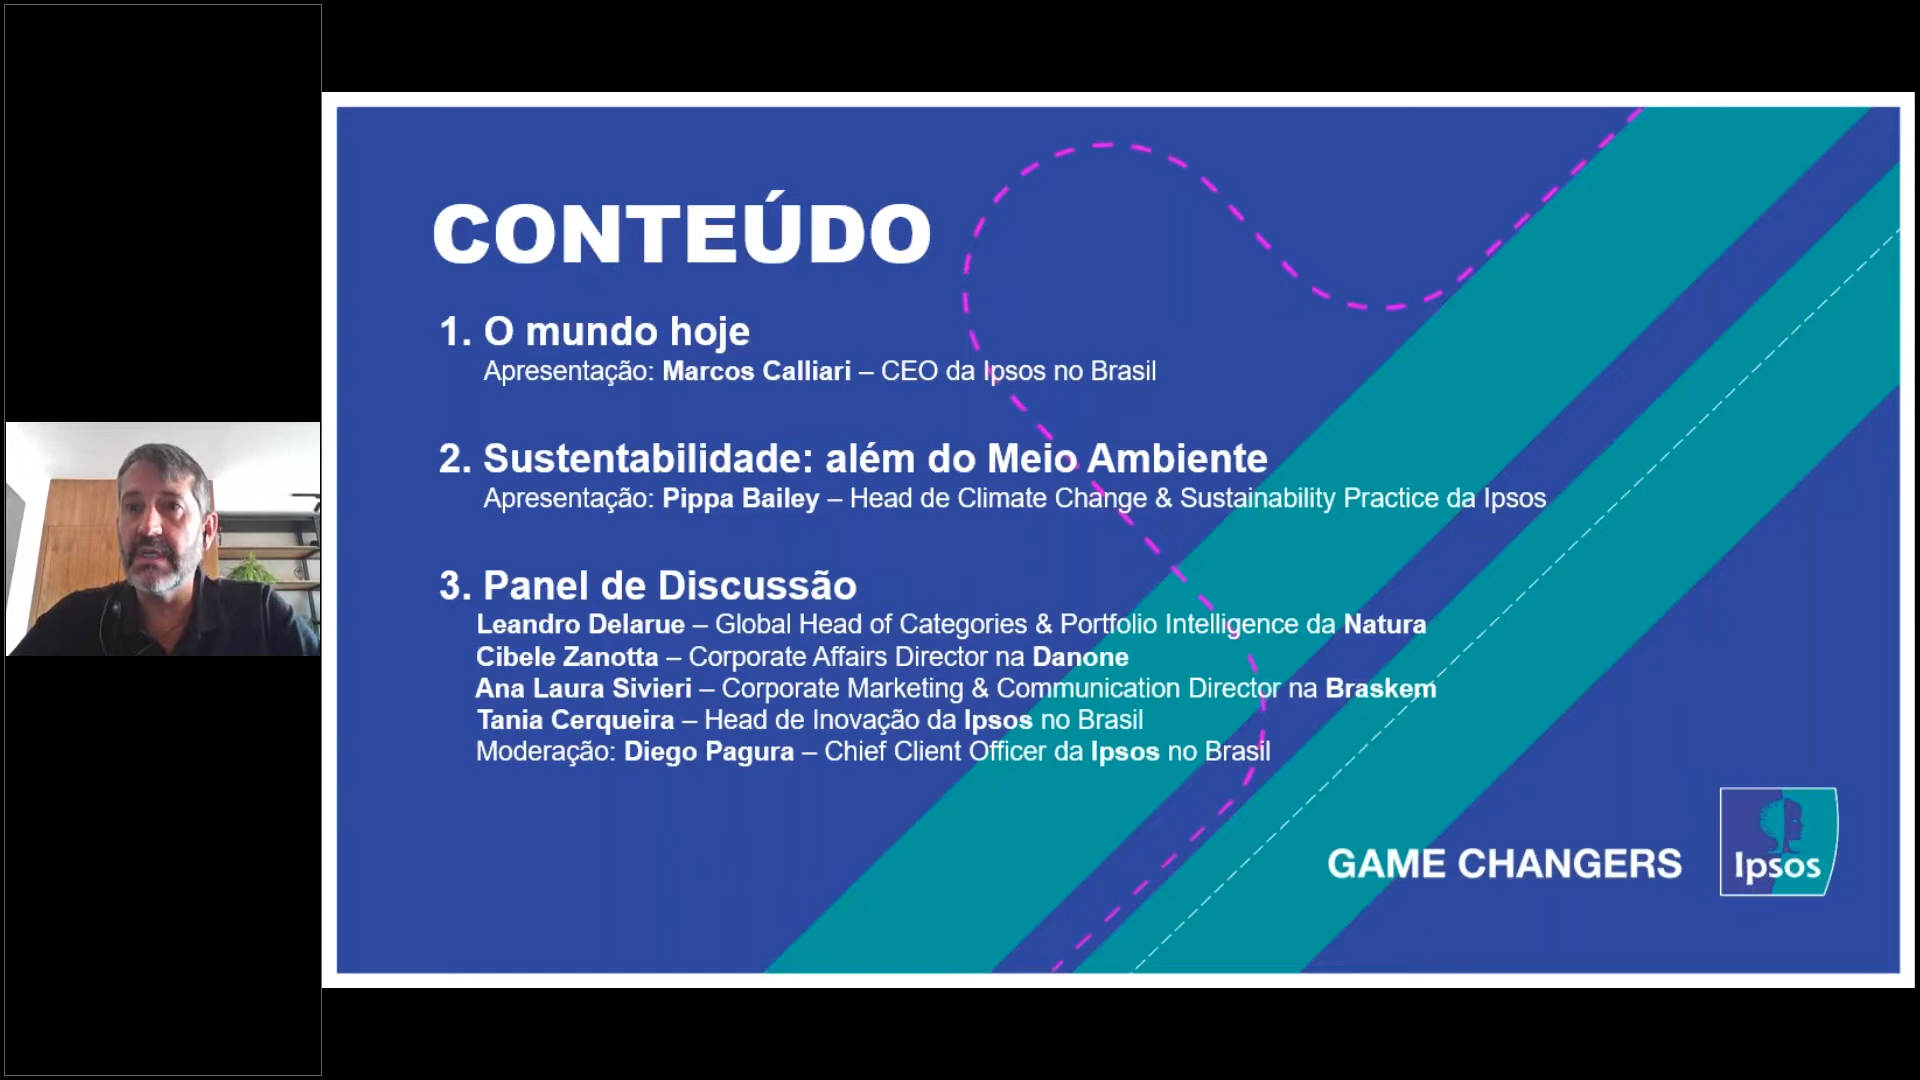 CONTEÚDO
1. O mundo hoje
Apresentação: Marcos Calliari – CEO da Ipsos no Brasil
2. Sustentabilidade: além do Meio Ambiente
Apresentação: Pippa Bailey – Head de Climate Change & Sustainability Practice da Ipsos
3. Panel de Discussão
Leandro Delarue – Global Head of Categories & Portfolio Intelligence da Natura
Cibele Zanotta – Corporate Affairs Director na Danone
Ana Laura Sivieri – Corporate Marketing & Communication Director na Braskem
Tania Cerqueira – Head de Inovação da Ipsos no Brasil
Moderação: Diego Pagura – Chief Client Officer da Ipsos no Brasil
GAME CHANGERS
Ipsos